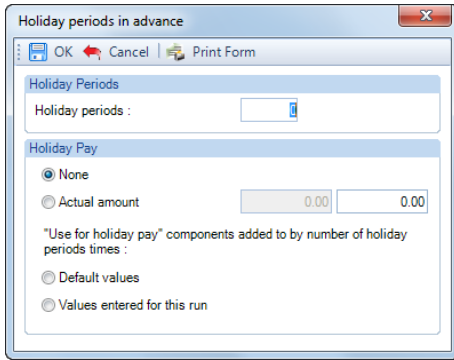 Holiday periods in advance
OK Cancel Print Form
Holiday Periods
Holiday periods : 0
Holiday Pay
None
Actual amount 0.00 0.00
"Use for holiday pay" components added to by number of holiday
periods times :
Default values
Values entered for this run